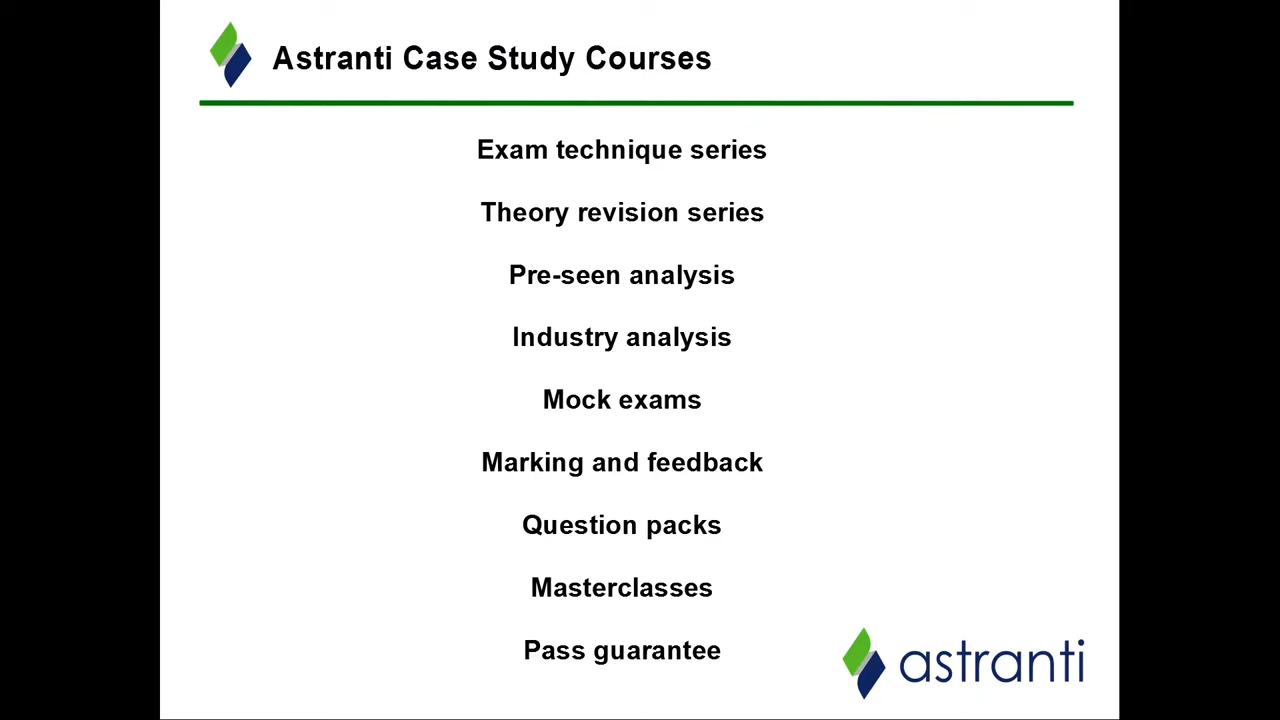 Astranti Case Study Courses
Exam technique series
Theory revision series
Pre-seen analysis
Industry analysis
Mock exams
Marking and feedback
Question packs
Masterclasses
Pass guarantee
astranti